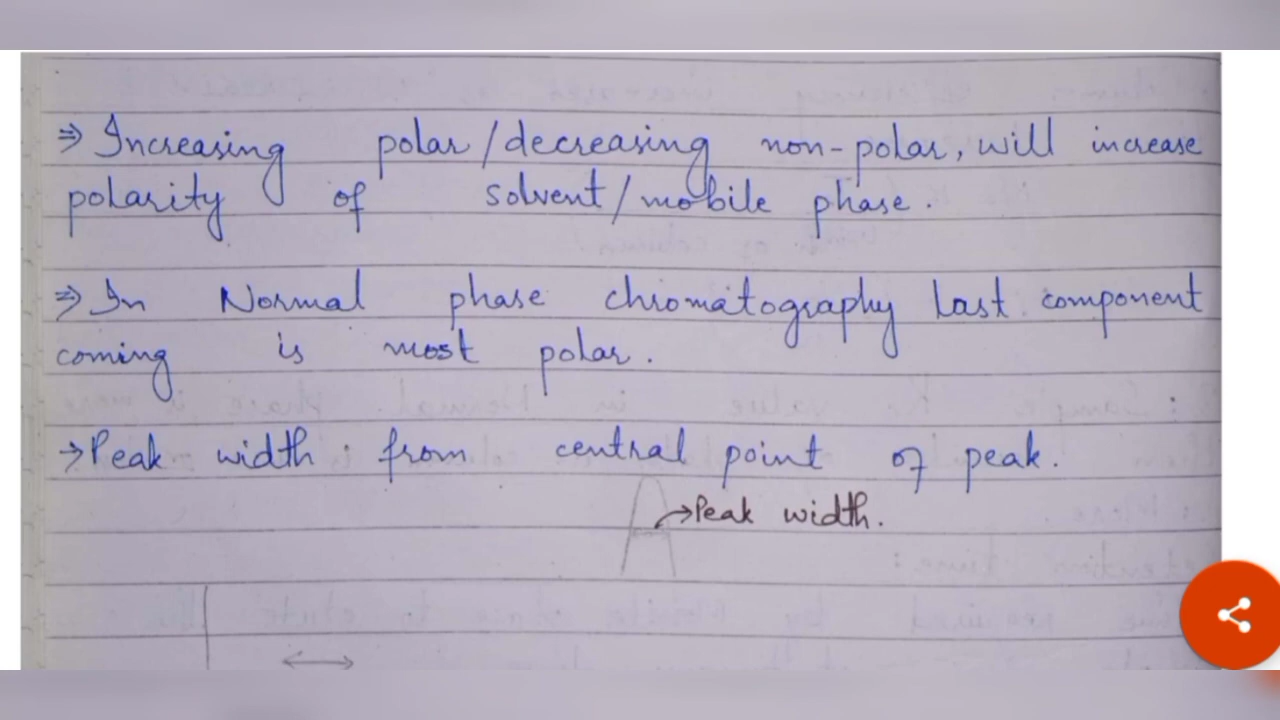 ⇒ Increasing polar/decreasing non-polar, will increase
polarity of solvent/mobile phase.
⇒ In Normal phase chromatography last component
coming is most polar.
→ Peak width from central point of peak.
→ Peak width.